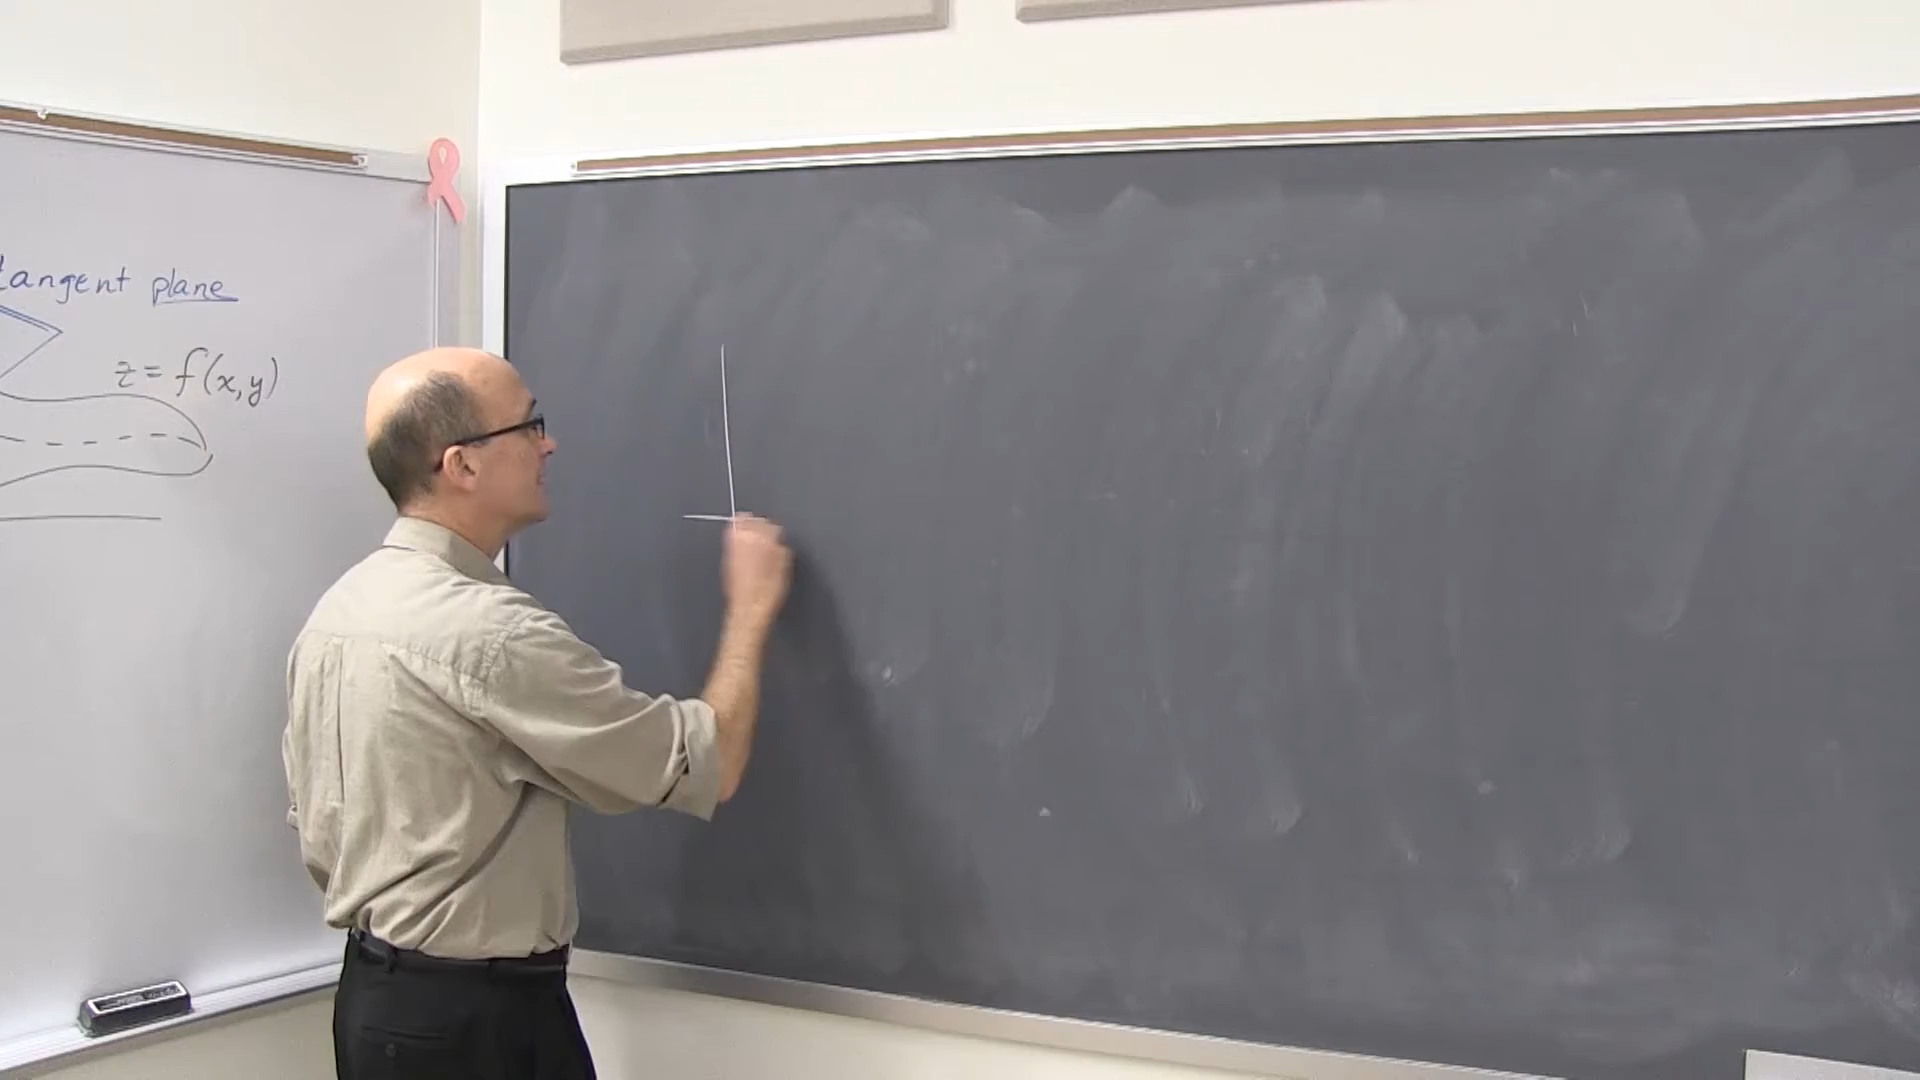 tangent plane
z = f(x,y)